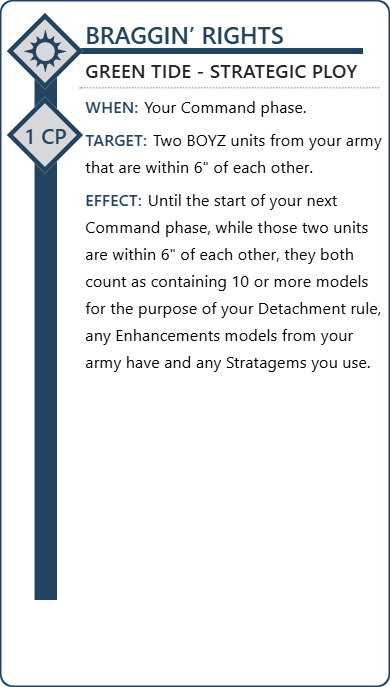 BRAGGIN’ RIGHTS
GREEN TIDE - STRATEGIC PLOY
WHEN: Your Command phase.
1 CP
TARGET: Two BOYZ units from your army
that are within 6" of each other.
EFFECT: Until the start of your next
Command phase, while those two units
are within 6" of each other, they both
count as containing 10 or more models
for the purpose of your Detachment rule,
any Enhancements models from your
army have and any Stratagems you use.